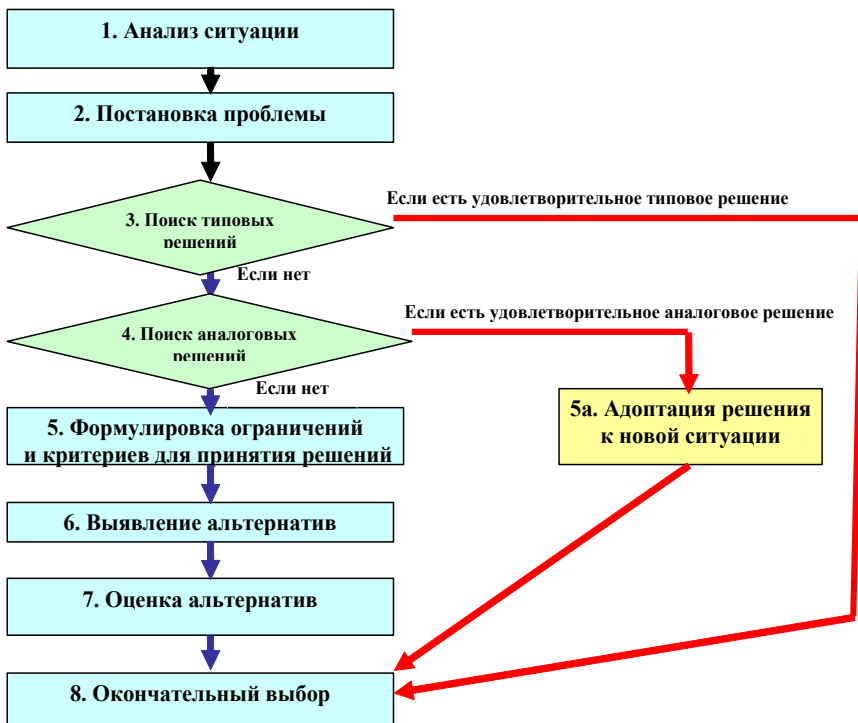 1. Анализ ситуации
2. Постановка проблемы
Если есть удовлетворительное типовое решение
3. Поиск типовых
решений
Если нет
Если есть удовлетворительное аналоговое решение
4. Поиск аналоговых
решений
Если нет
5. Формулировка ограничений
и критериев для принятия решений
5а. Адоптация решения
к новой ситуации
6. Выявление альтернатив
7. Оценка альтернатив
8. Окончательный выбор